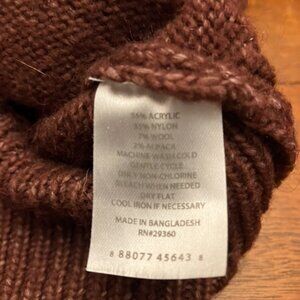 56% ACRYLIC
35% NYLON
7% WOOL
2% ALPACA
MACHINE WASH COLD
GENTLE CYCLE
ONLY NON-CHLORINE
BLEACH WHEN NEEDED
DRY FLAT
COOL IRON IF NECESSARY
MADE IN BANGLADESH
RN#29360
8 88077 45643 8